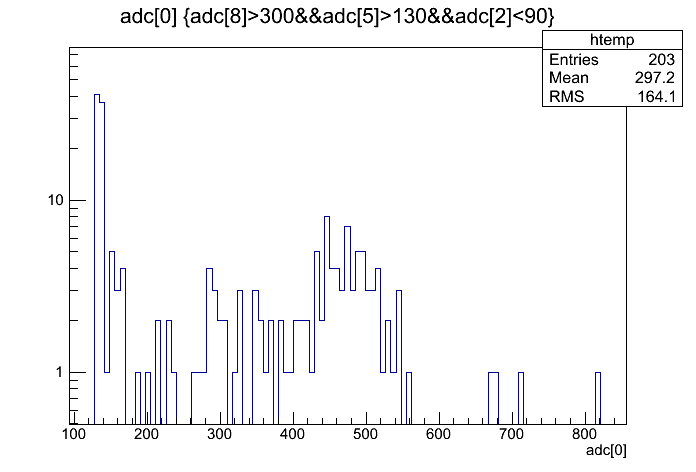 adc[0] {adc[8]>300&&adc[5]>130&&adc[2]<90}
htemp
Entries 203
Mean 297.2
RMS 164.1
10
1
100 200 300 400 500 600 700 800
adc[0]